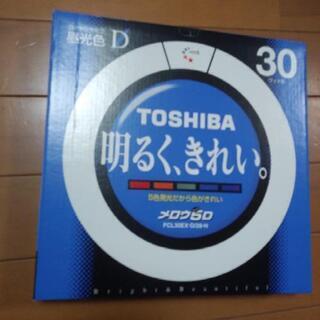 昼光色 D
30
ワット形
TOSHIBA
明るく、きれい。
5色発光だから色がきれい
メロウ5D
FCL30EX-D/28-H
Bright & Beautiful